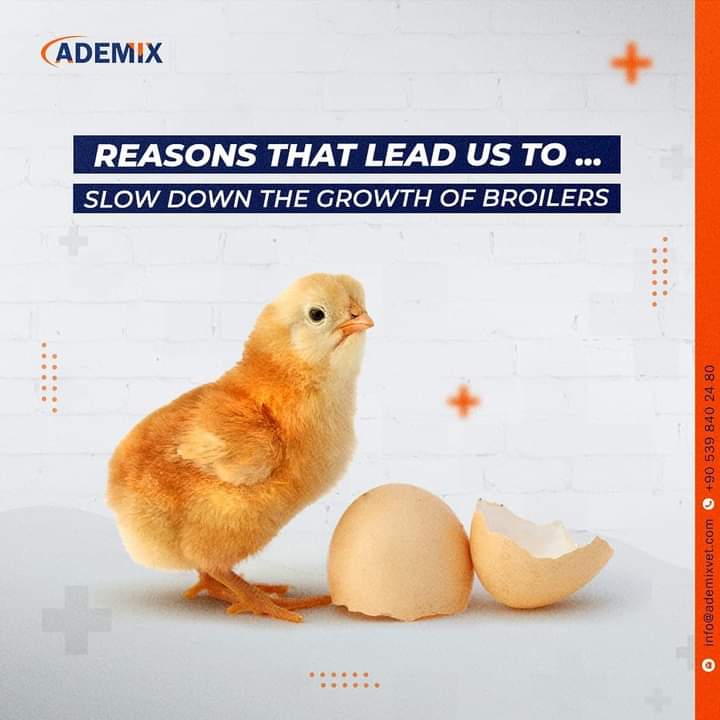 ADEMIX
REASONS THAT LEAD US TO ...
SLOW DOWN THE GROWTH OF BROILERS
info@ademixvet.com +90 539 840 24 80